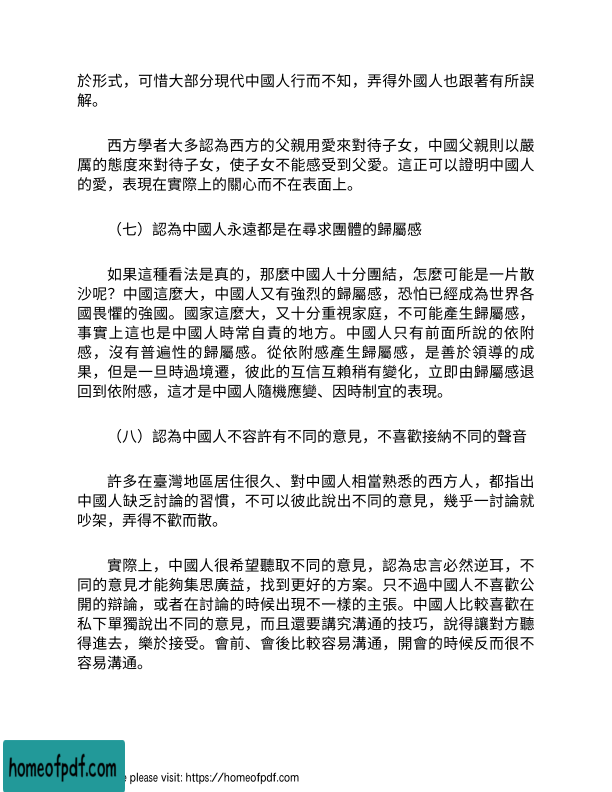 於形式，可惜大部分現代中國人行而不知，弄得外國人也跟著有所誤
解。
西方學者大多認為西方的父親用愛來對待子女，中國父親則以嚴
厲的態度來對待子女，使子女不能感受到父愛。這正可以證明中國人
的愛，表現在實際上的關心而不在表面上。
（七）認為中國人永遠都是在尋求團體的歸屬感
如果這種看法是真的，那麼中國人十分團結，怎麼可能是一片散
沙呢？中國這麼大，中國人又有強烈的歸屬感，恐怕已經成為世界各
國畏懼的強國。國家這麼大，又十分重視家庭，不可能產生歸屬感，
事實上這也是中國人時常自責的地方。中國人只有前面所說的依附
感，沒有普遍性的歸屬感。從依附感產生歸屬感，是善於領導的成
果，但是一旦時過境遷，彼此的互信互賴稍有變化，立即由歸屬感退
回到依附感，這才是中國人隨機應變、因時制宜的表現。
（八）認為中國人不容許有不同的意見，不喜歡接納不同的聲音
許多在臺灣地區居住很久、對中國人相當熟悉的西方人，都指出
中國人缺乏討論的習慣，不可以彼此說出不同的意見，幾乎一討論就
吵架，弄得不歡而散。
實際上，中國人很希望聽取不同的意見，認為忠言必然逆耳，不
同的意見才能夠集思廣益，找到更好的方案。只不過中國人不喜歡公
開的辯論，或者在討論的時候出現不一樣的主張。中國人比較喜歡在
私下單獨說出不同的意見，而且還要講究溝通的技巧，說得讓對方聽
得進去，樂於接受。會前、會後比較容易溝通，開會的時候反而很不
容易溝通。
homeofpdf.com
please visit: https://homeofpdf.com